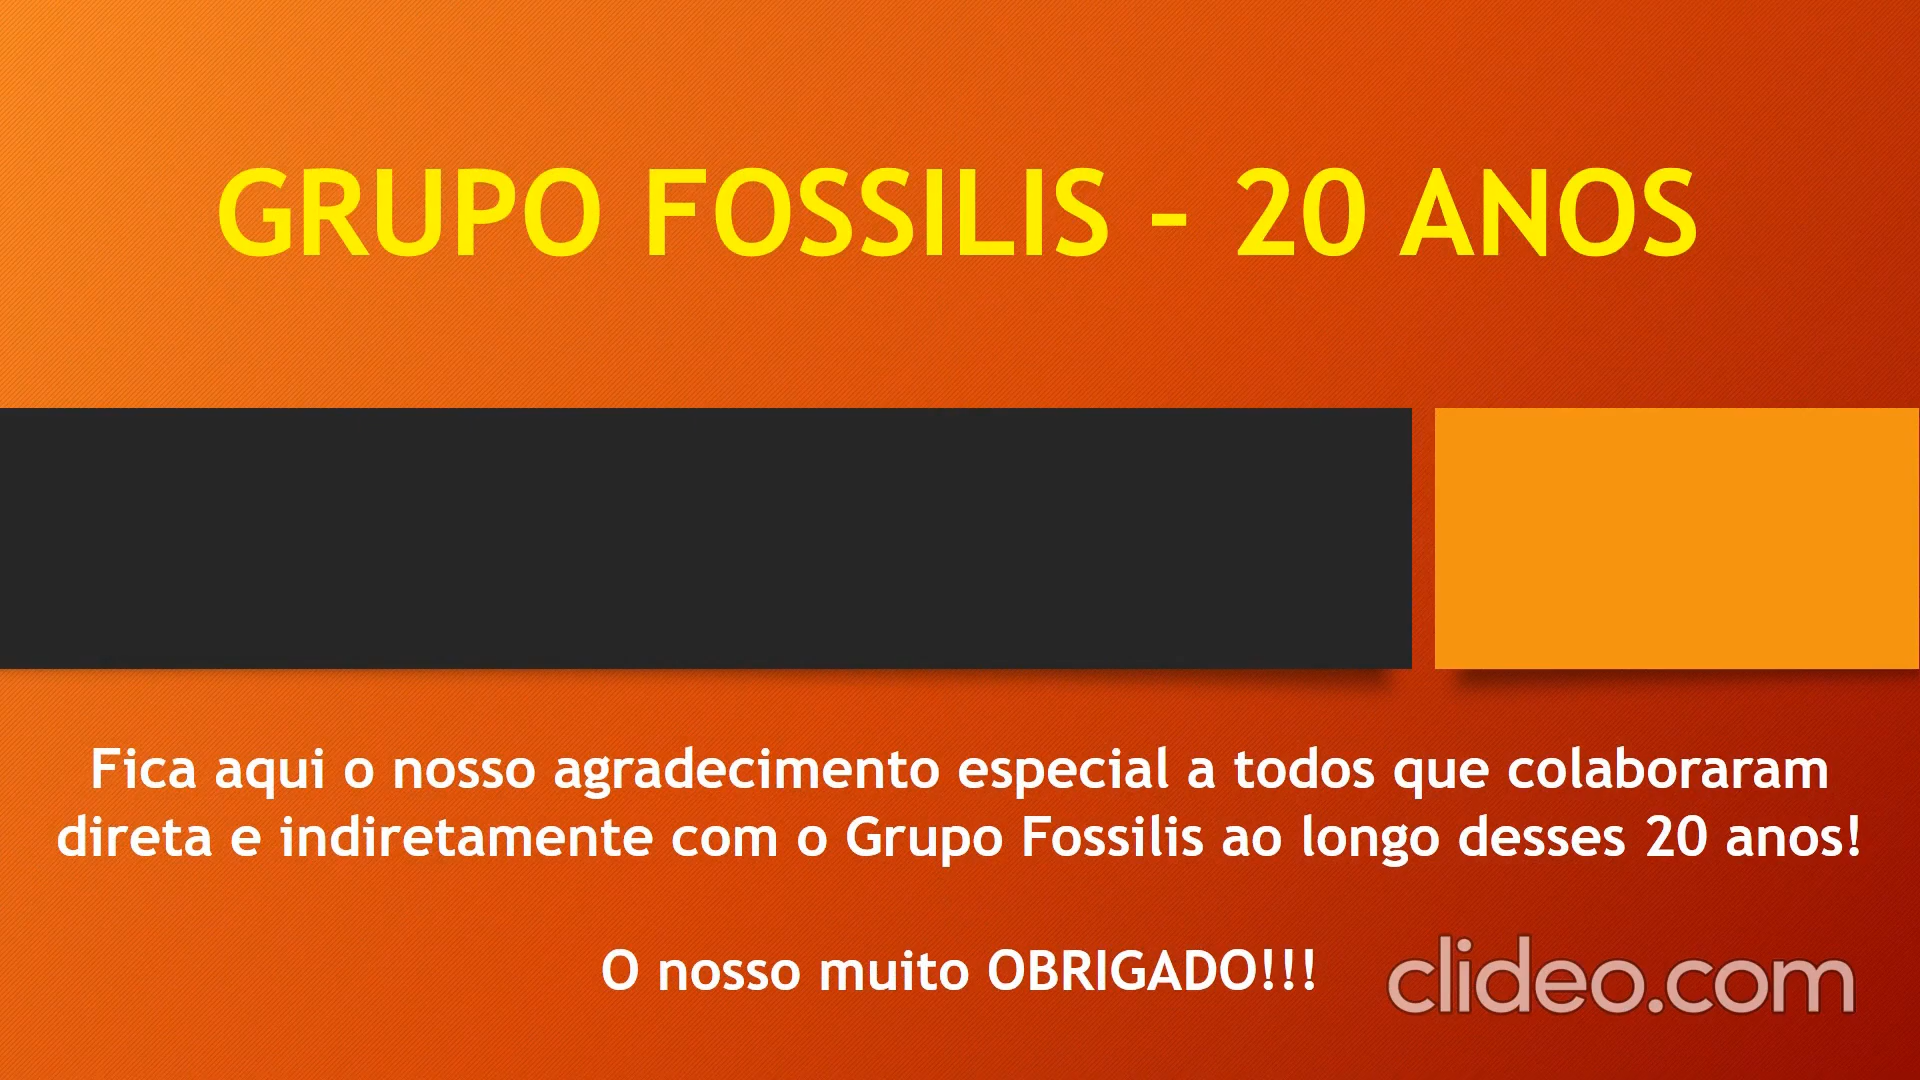 GRUPO FOSSILIS – 20 ANOS
Fica aqui o nosso agradecimento especial a todos que colaboraram
direta e indiretamente com o Grupo Fossilis ao longo desses 20 anos!
O nosso muito OBRIGADO!!!
clideo.com